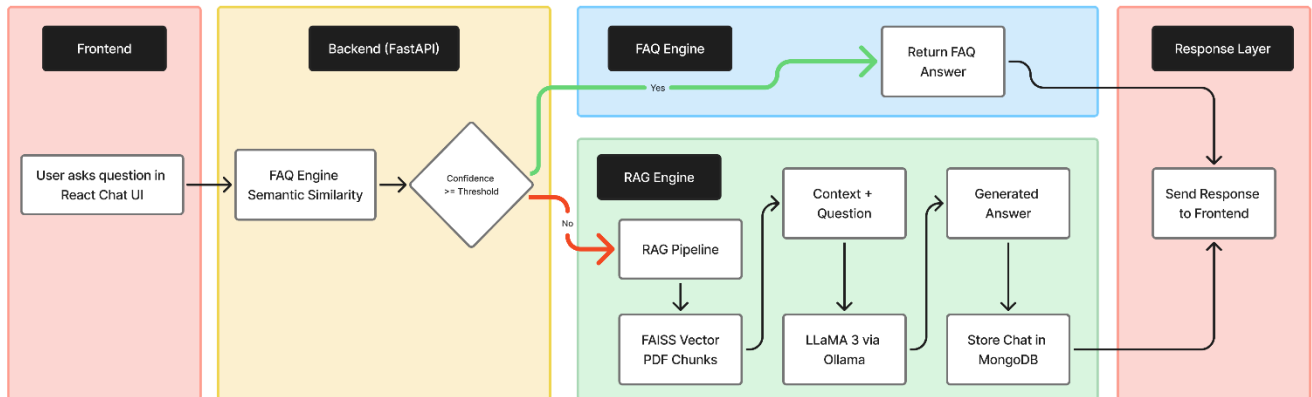 Frontend
Backend (FastAPI)
FAQ Engine
Return FAQ
Answer
Response Layer
Yes
User asks question in
React Chat UI
FAQ Engine
Semantic Similarity
Confidence
>= Threshold
No
RAG Engine
RAG Pipeline
FAISS Vector
PDF Chunks
Context +
Question
LLaMA 3 via
Ollama
Generated
Answer
Store Chat in
MongoDB
Send Response
to Frontend